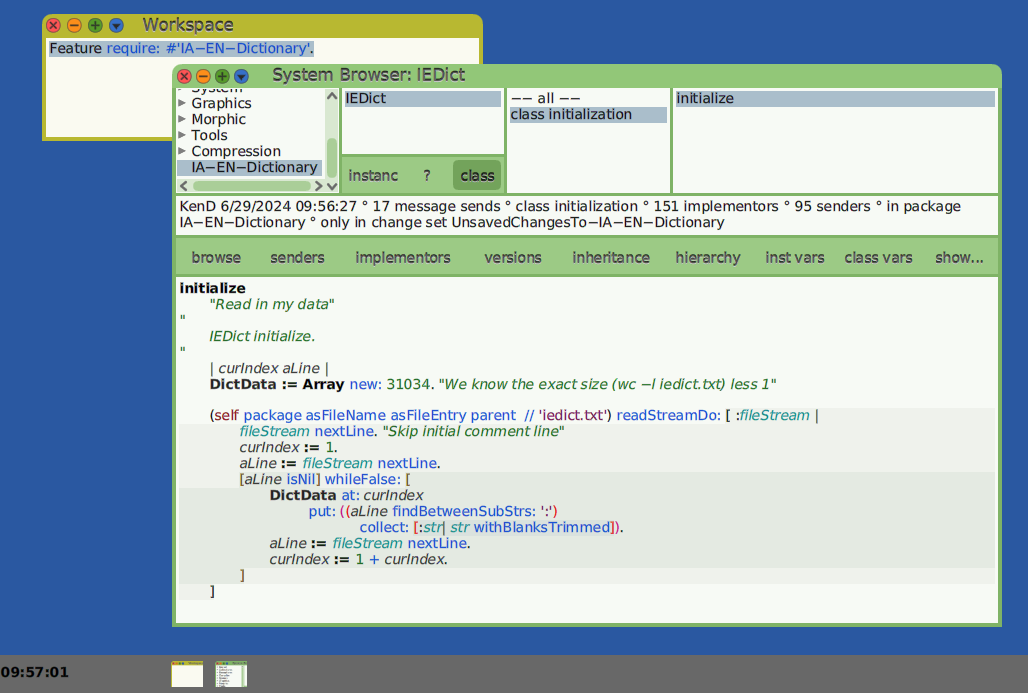 Workspace
Feature require: #'IA−EN−Dictionary'.
System Browser: IEDict
System
Graphics
Morphic
Tools
Compression
IA−EN−Dictionary
IEDict
instanc ? class
−− all −−
class initialization
initialize
KenD 6/29/2024 09:56:27 ° 17 message sends ° class initialization ° 151 implementors ° 95 senders ° in package
IA−EN−Dictionary ° only in change set UnsavedChangesTo−IA−EN−Dictionary
browse senders implementors versions inheritance hierarchy inst vars class vars show...
initialize
"Read in my data"
"
IEDict initialize.
"
| curIndex aLine |
DictData := Array new: 31034. "We know the exact size (wc −l iedict.txt) less 1"
(self package asFileName asFileEntry parent // 'iedict.txt') readStreamDo: [ :fileStream |
fileStream nextLine. "Skip initial comment line"
curIndex := 1.
aLine := fileStream nextLine.
[aLine isNil] whileFalse: [
DictData at: curIndex
put: ((aLine findBetweenSubStrs: ':')
collect: [:str| str withBlanksTrimmed]).
aLine := fileStream nextLine.
curIndex := 1 + curIndex.
]
]
09:57:01